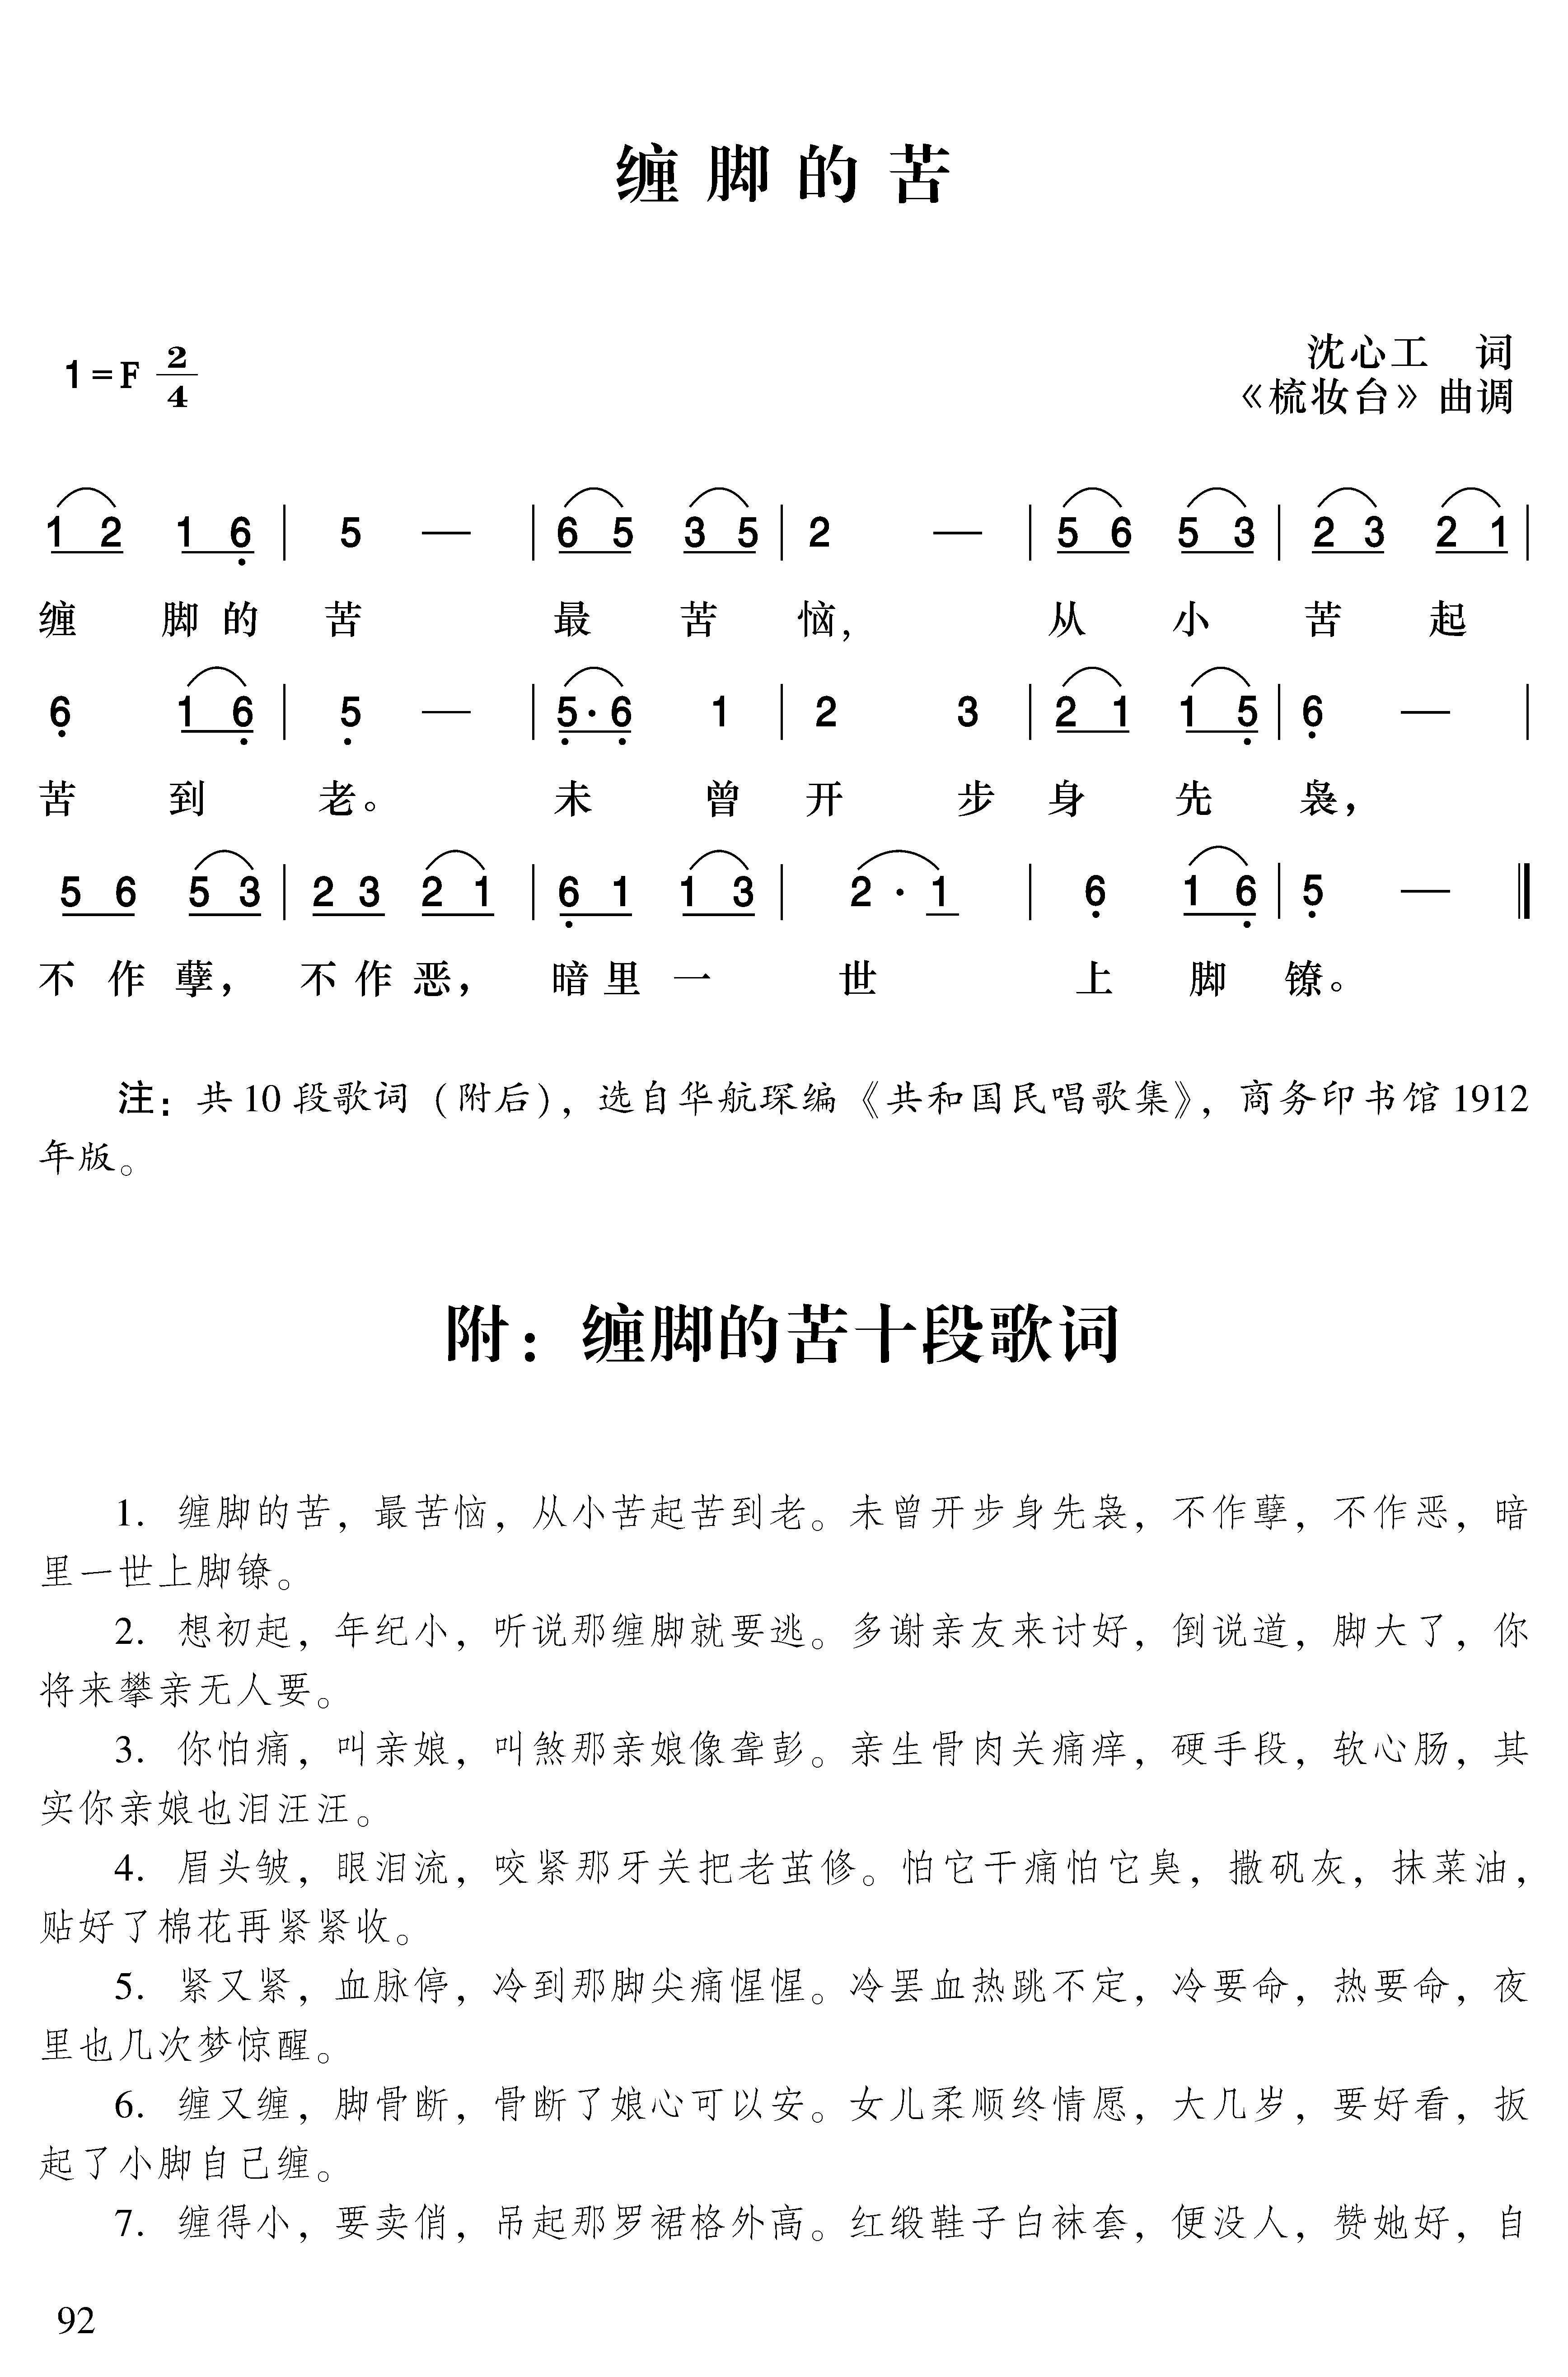 缠脚的苦
1=F 2/4
沈心工 词
《梳妆台》曲调
1 2 1 6 | 5 — | 6 5 3 5 | 2 — | 5 6 5 3 | 2 3 2 1 |
缠 脚 的 苦 最 苦 恼, 从 小 苦 起
6 1 6 | 5 — | 5·6 1 | 2 3 | 2 1 1 5 | 6 — |
苦 到 老。 未 曾 开 步 身 先 袅,
5 6 5 3 | 2 3 2 1 | 6 1 1 3 | 2 · 1 | 6 1 6 | 5 — ‖
不 作 孽, 不 作 恶, 暗 里 一 世 上 脚 镣。
注：共10段歌词（附后），选自华航琛编《共和国民唱歌集》，商务印书馆1912
年版。
附：缠脚的苦十段歌词
1. 缠脚的苦，最苦恼，从小苦起苦到老。未曾开步身先袅，不作孽，不作恶，暗
里一世上脚镣。
2. 想初起，年纪小，听说那缠脚就要逃。多谢亲友来讨好，倒说道，脚大了，你
将来攀亲无人要。
3. 你怕痛，叫亲娘，叫煞那亲娘像聋彭。亲生骨肉关痛痒，硬手段，软心肠，其
实你亲娘也泪汪汪。
4. 眉头皱，眼泪流，咬紧那牙关把老茧修。怕它干痛怕它臭，撒矾灰，抹菜油，
贴好了棉花再紧紧收。
5. 紧又紧，血脉停，冷到那脚尖痛惺惺。冷罢血热跳不定，冷要命，热要命，夜
里也几次梦惊醒。
6. 缠又缠，脚骨断，骨断了娘心可以安。女儿柔顺终情愿，大几岁，要好看，扳
起了小脚自己缠。
7. 缠得小，要卖俏，吊起那罗裙格外高。红缎鞋子白袜套，便没人，赞她好，自
92